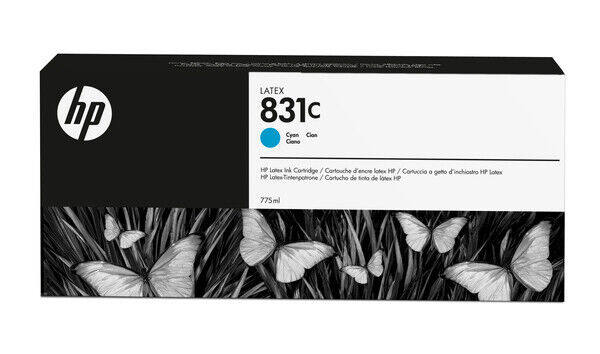 hp
LATEX
831C
Cyan Cian
Ciano
HP Latex Ink Cartridge / Cartouche d'encre latex HP / Cartuccia a getto d'inchiostro HP Latex
HP Latex-Tintenpatrone / Cartucho de tinta de látex HP
775ml